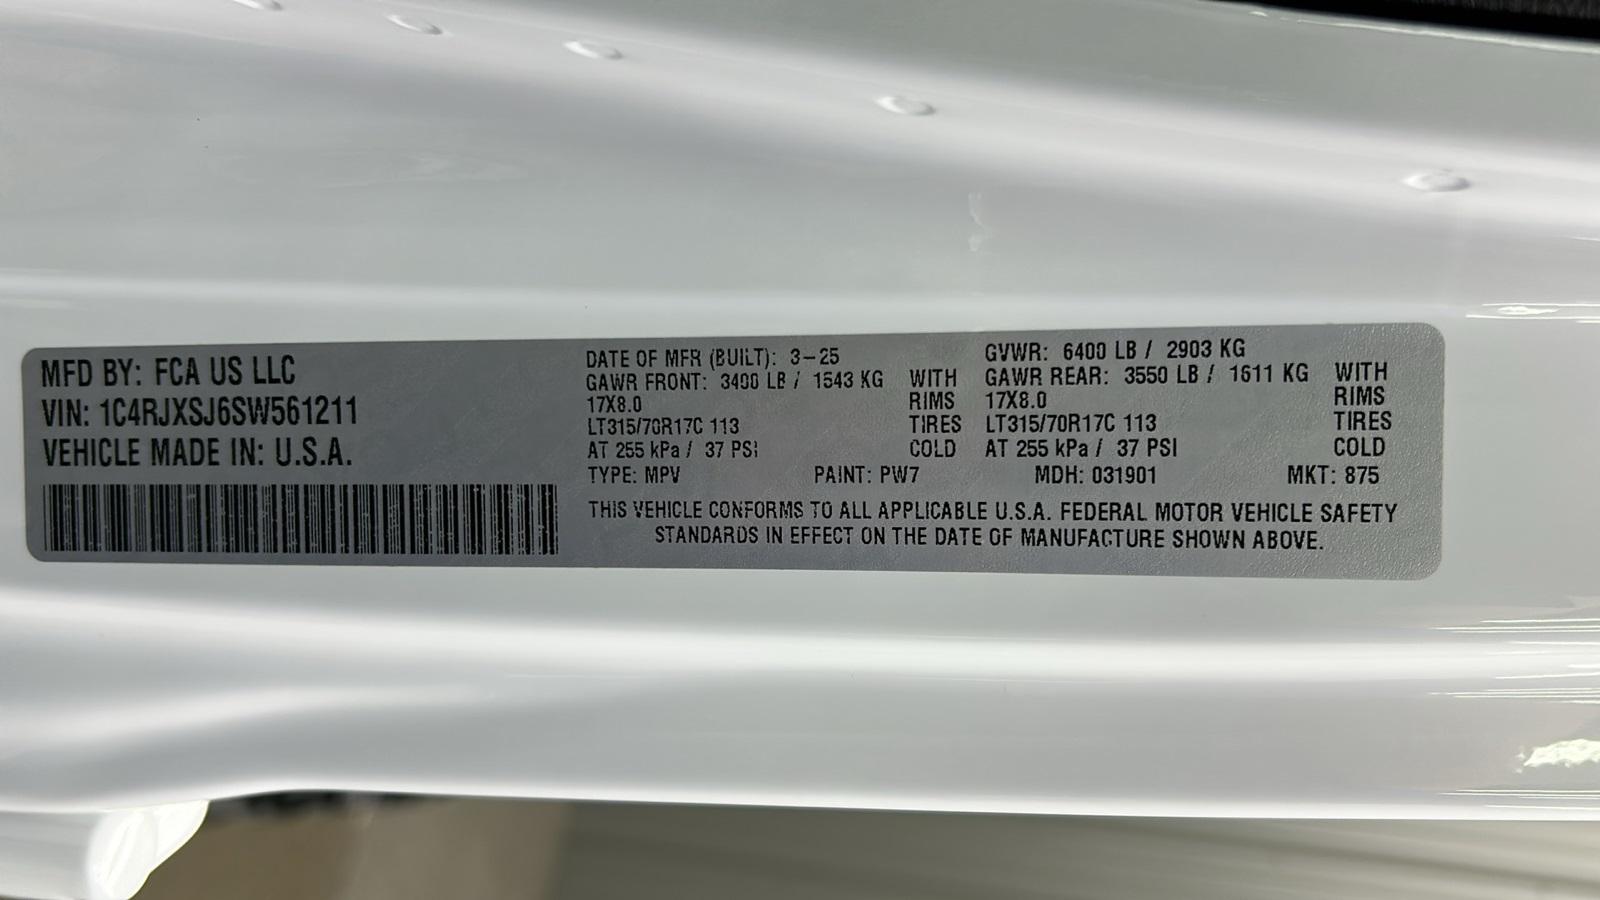 MFD BY: FCA US LLC
VIN: 1C4RJXSJ6SW561211
VEHICLE MADE IN: U.S.A.
DATE OF MFR (BUILT): 3-25
GAWR FRONT: 3400 LB / 1543 KG WITH
17X8.0 RIMS
LT315/70R17C 113 TIRES
AT 255 kPa / 37 PSI COLD
GVWR: 6400 LB / 2903 KG
GAWR REAR: 3550 LB / 1611 KG WITH
17X8.0 RIMS
LT315/70R17C 113 TIRES
AT 255 kPa / 37 PSI COLD
TYPE: MPV PAINT: PW7 MDH: 031901 MKT: 875
THIS VEHICLE CONFORMS TO ALL APPLICABLE U.S.A. FEDERAL MOTOR VEHICLE SAFETY
STANDARDS IN EFFECT ON THE DATE OF MANUFACTURE SHOWN ABOVE.